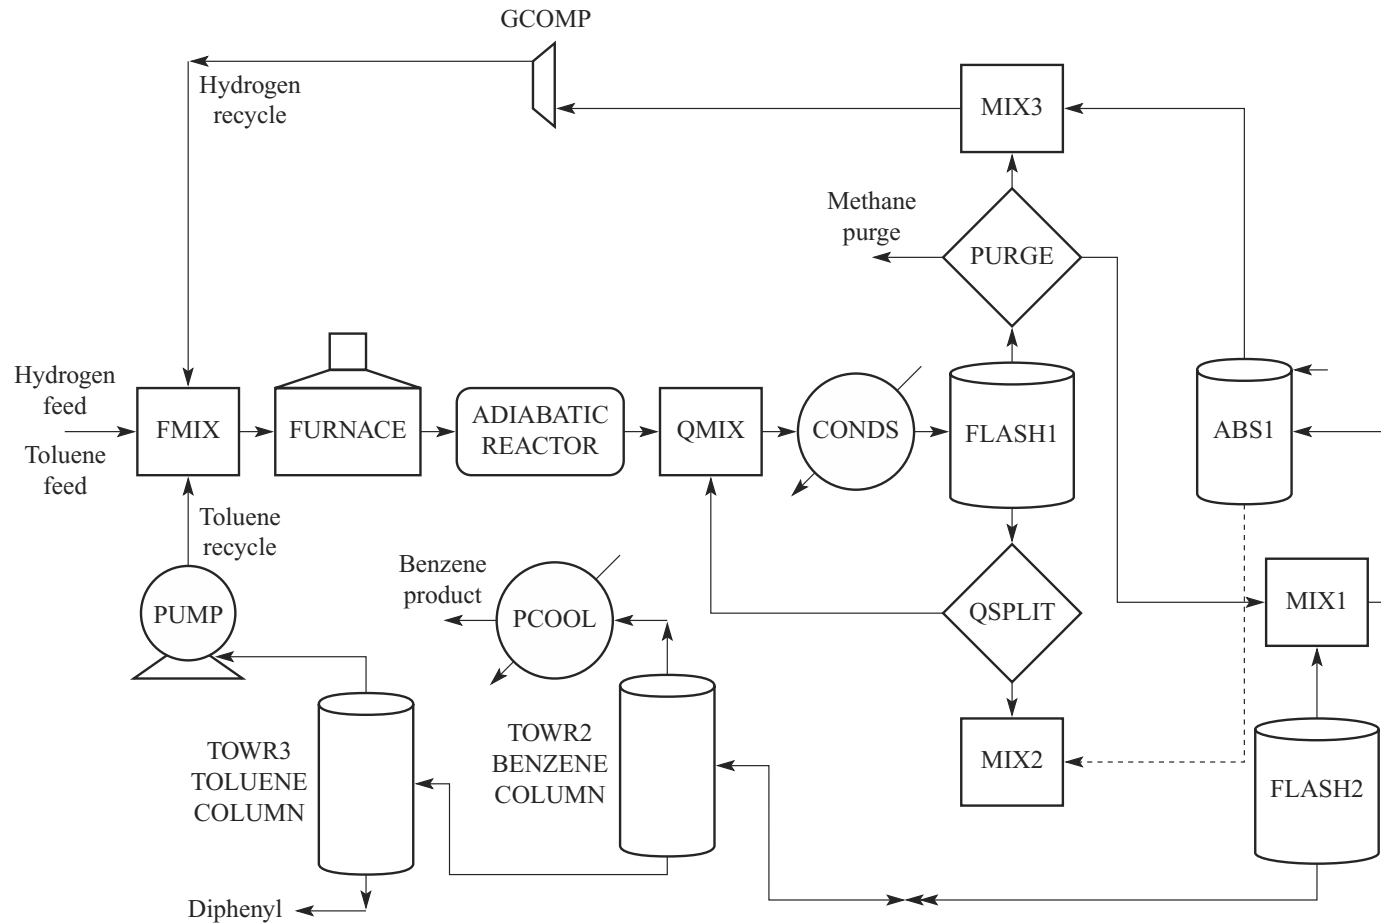 GCOMP
Hydrogen
recycle
MIX3
Methane
purge
PURGE
Hydrogen
feed
FMIX
FURNACE
ADIABATIC
REACTOR
QMIX
CONDS
FLASH1
ABS1
Toluene
feed
Toluene
recycle
PUMP
Benzene
product
PCOOL
QSPLIT
MIX1
TOWR3
TOLUENE
COLUMN
TOWR2
BENZENE
COLUMN
MIX2
FLASH2
Diphenyl